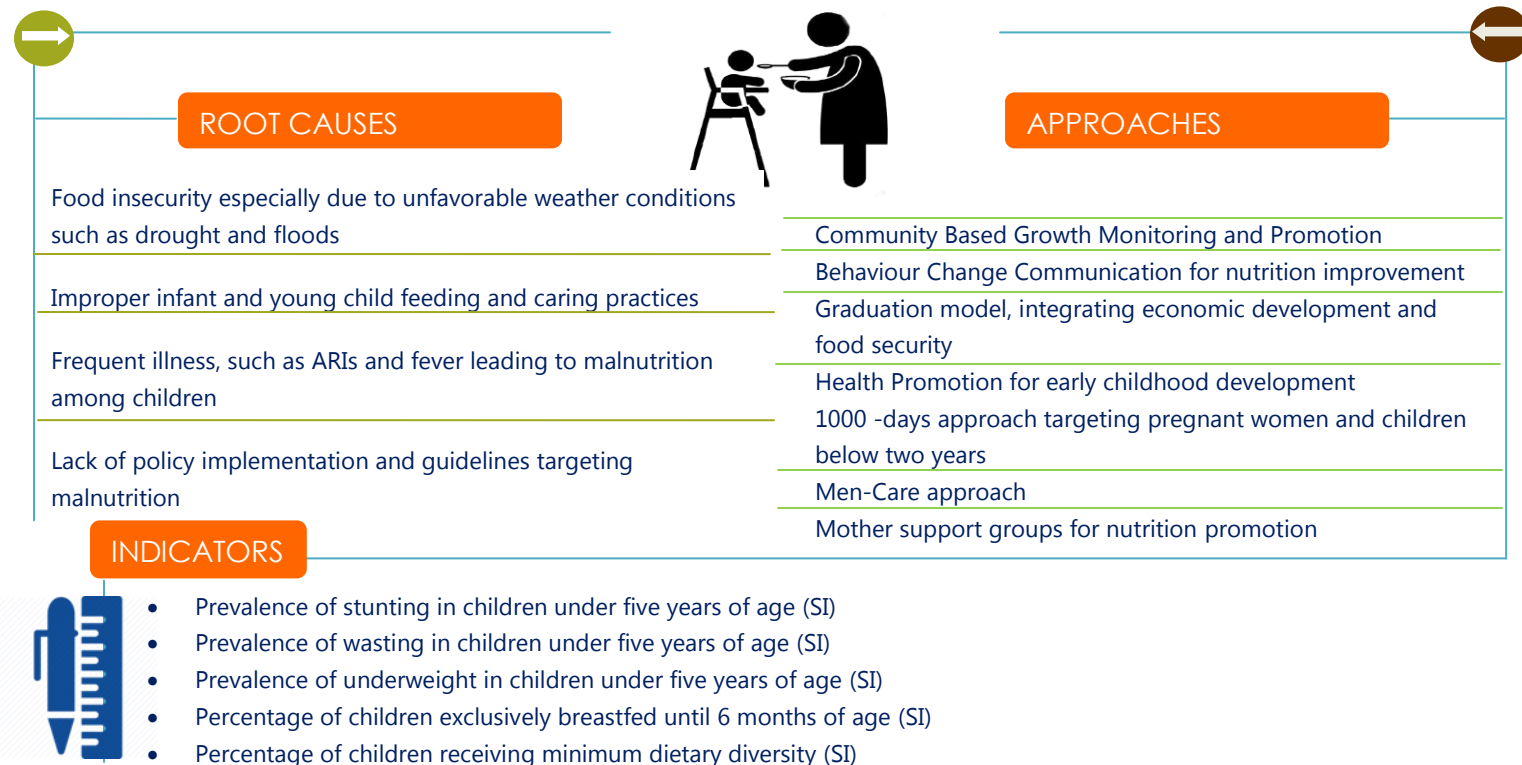 ROOT CAUSES
Food insecurity especially due to unfavorable weather conditions
such as drought and floods
Improper infant and young child feeding and caring practices
Frequent illness, such as ARIs and fever leading to malnutrition
among children
Lack of policy implementation and guidelines targeting
malnutrition
APPROACHES
Community Based Growth Monitoring and Promotion
Behaviour Change Communication for nutrition improvement
Graduation model, integrating economic development and
food security
Health Promotion for early childhood development
1000 -days approach targeting pregnant women and children
below two years
Men-Care approach
Mother support groups for nutrition promotion
INDICATORS
• Prevalence of stunting in children under five years of age (SI)
• Prevalence of wasting in children under five years of age (SI)
• Prevalence of underweight in children under five years of age (SI)
• Percentage of children exclusively breastfed until 6 months of age (SI)
• Percentage of children receiving minimum dietary diversity (SI)